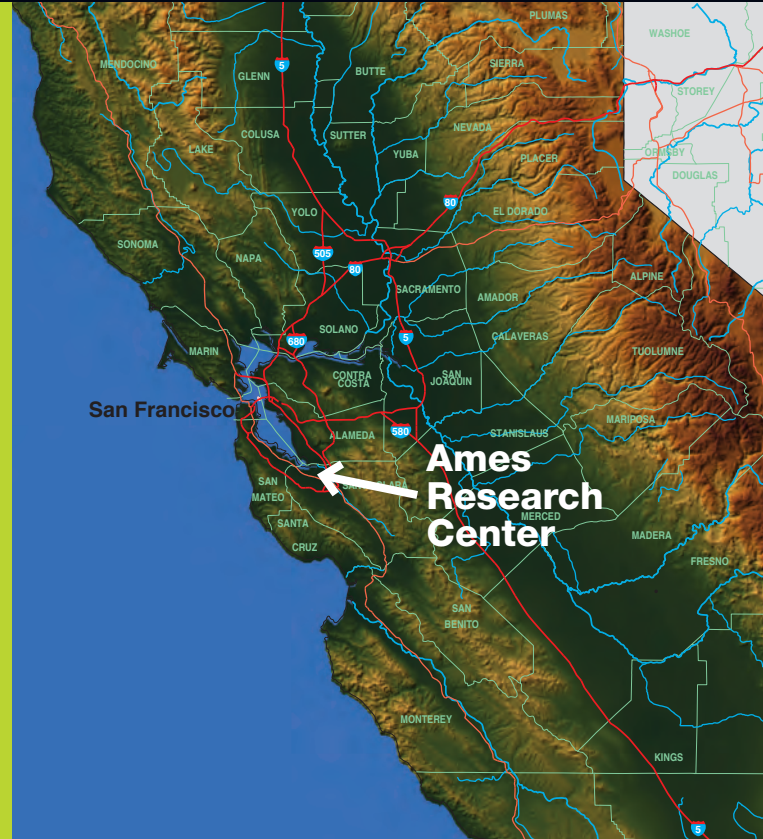 PLUMAS
WASHOE
MENDOCINO
SIERRA
5
BUTTE
GLENN
STOREY
COLUSA
SUTTER
NEVADA
LAKE
YUBA
PLACER
ORMSBY
DOUGLAS
80
YOLO
EL DORADO
SONOMA
505
NAPA
80
ALPINE
SACRAMENTO
AMADOR
SOLANO
5
CALAVERAS
680
MARIN
TUOLUMNE
CONTRA
COSTA
SAN
JOAQUIN
San Francisco
MARIPOSA
ALAMEDA
580
STANISLAUS
Ames
Research
Center
SAN
MATEO
SANTA CLARA
MERCED
SANTA
CRUZ
MADERA
FRESNO
SAN
BENITO
MONTEREY
KINGS
5